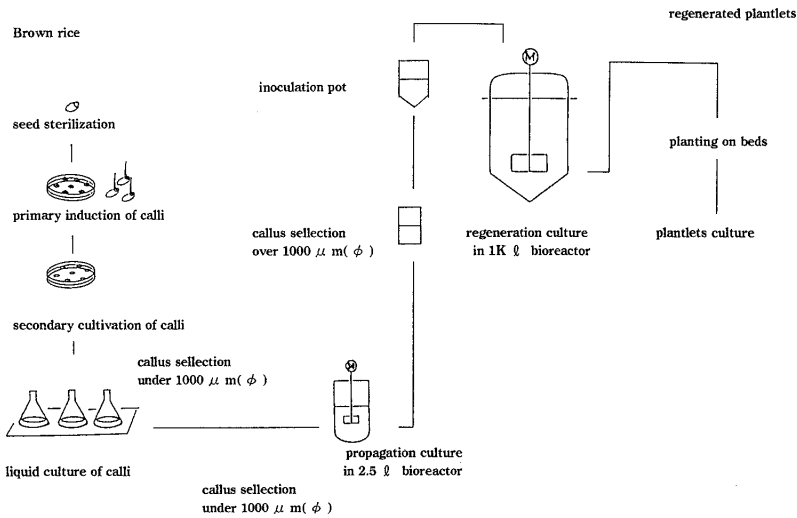 Brown rice
seed sterilization
primary induction of calli
secondary cultivation of calli
liquid culture of calli
callus sellection
under 1000 μ m( ϕ )
callus sellection
under 1000 μ m( ϕ )
M
propagation culture
in 2.5 ℓ bioreactor
callus sellection
over 1000 μ m( ϕ )
inoculation pot
M
regeneration culture
in 1K ℓ bioreactor
regenerated plantlets
planting on beds
plantlets culture